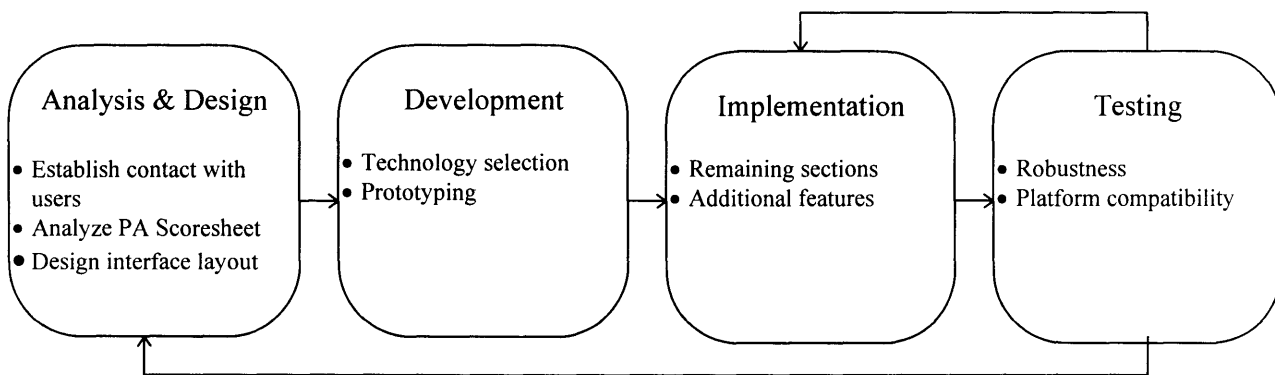 Analysis & Design
• Establish contact with
users
• Analyze PA Scoresheet
• Design interface layout
Development
• Technology selection
• Prototyping
Implementation
• Remaining sections
• Additional features
Testing
• Robustness
• Platform compatibility